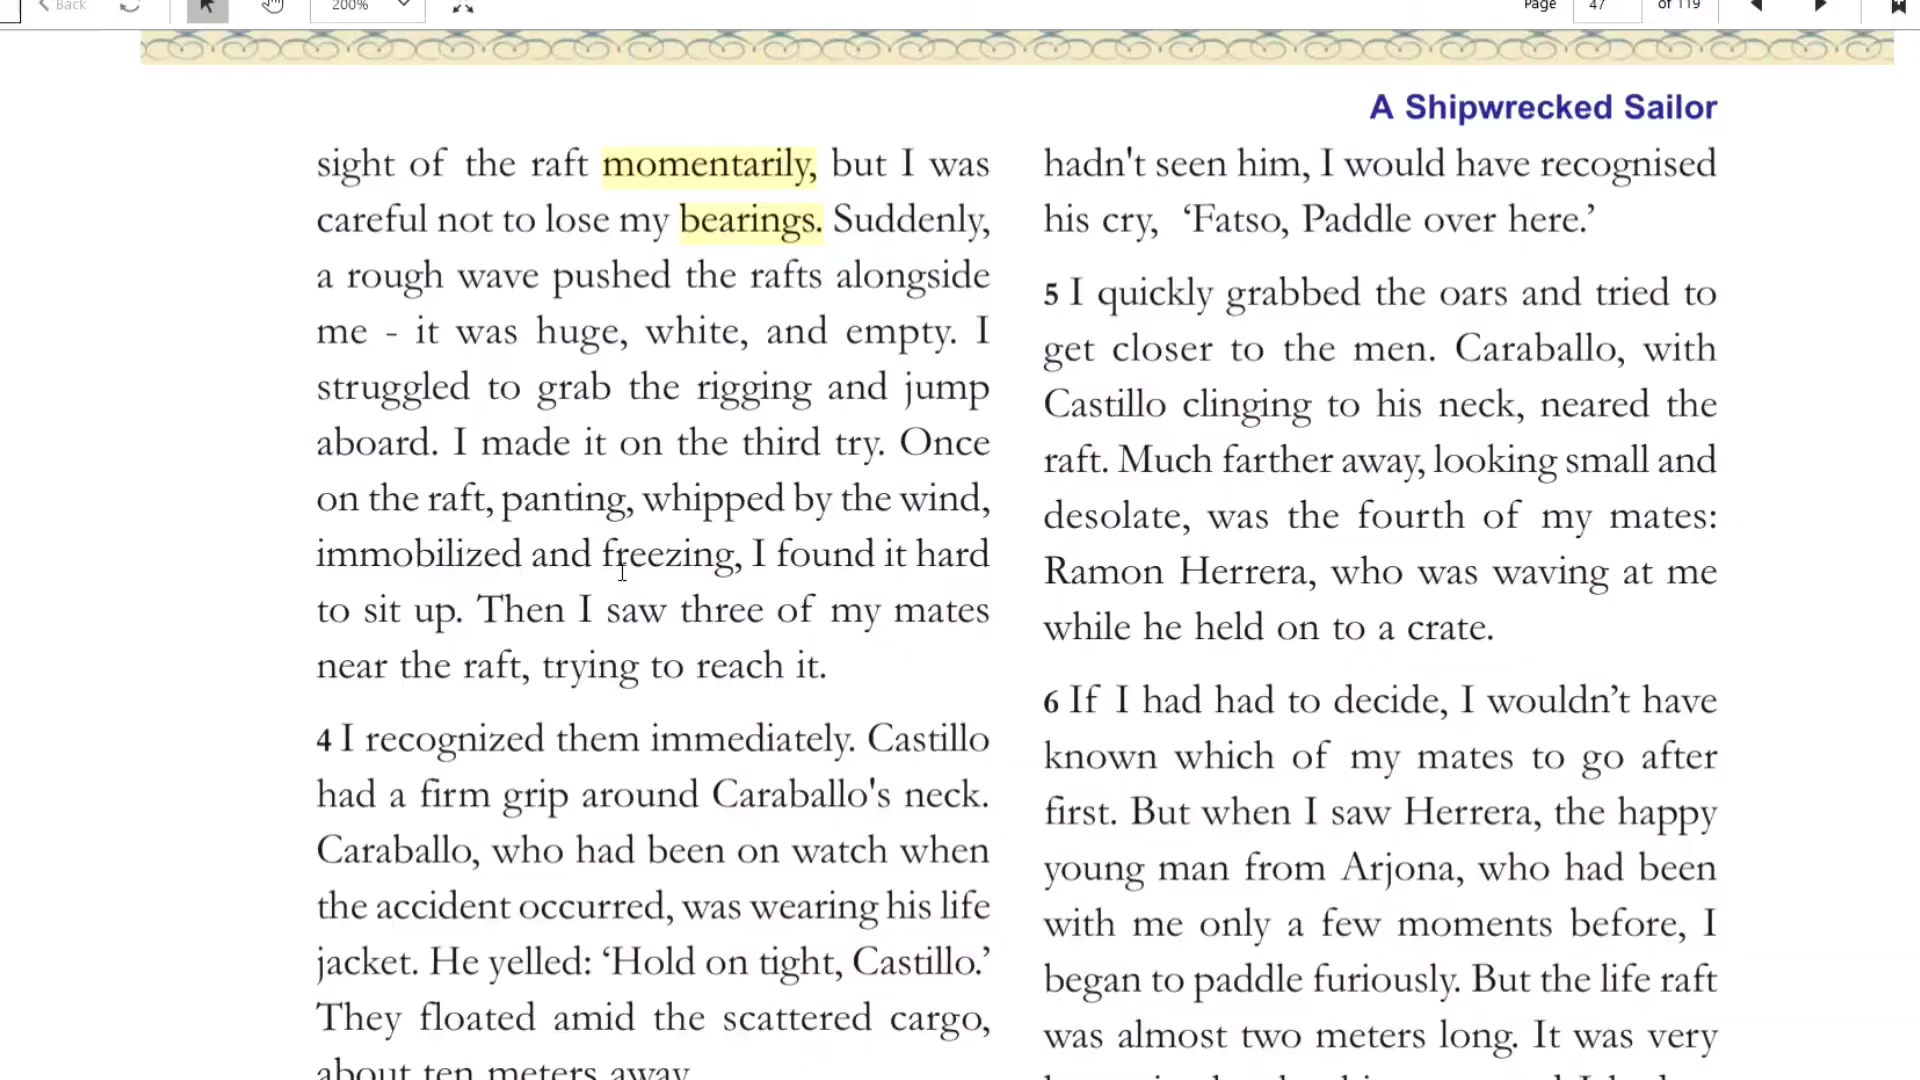 Back
200%
Page 47 of 119
A Shipwrecked Sailor
sight of the raft momentarily, but I was
careful not to lose my bearings. Suddenly,
a rough wave pushed the rafts alongside
me - it was huge, white, and empty. I
struggled to grab the rigging and jump
aboard. I made it on the third try. Once
on the raft, panting, whipped by the wind,
immobilized and freezing, I found it hard
to sit up. Then I saw three of my mates
near the raft, trying to reach it.
4 I recognized them immediately. Castillo
had a firm grip around Caraballo's neck.
Caraballo, who had been on watch when
the accident occurred, was wearing his life
jacket. He yelled: ‘Hold on tight, Castillo.’
They floated amid the scattered cargo,
about ten meters away.
hadn't seen him, I would have recognised
his cry, ‘Fatso, Paddle over here.’
5 I quickly grabbed the oars and tried to
get closer to the men. Caraballo, with
Castillo clinging to his neck, neared the
raft. Much farther away, looking small and
desolate, was the fourth of my mates:
Ramon Herrera, who was waving at me
while he held on to a crate.
6 If I had had to decide, I wouldn’t have
known which of my mates to go after
first. But when I saw Herrera, the happy
young man from Arjona, who had been
with me only a few moments before, I
began to paddle furiously. But the life raft
was almost two meters long. It was very